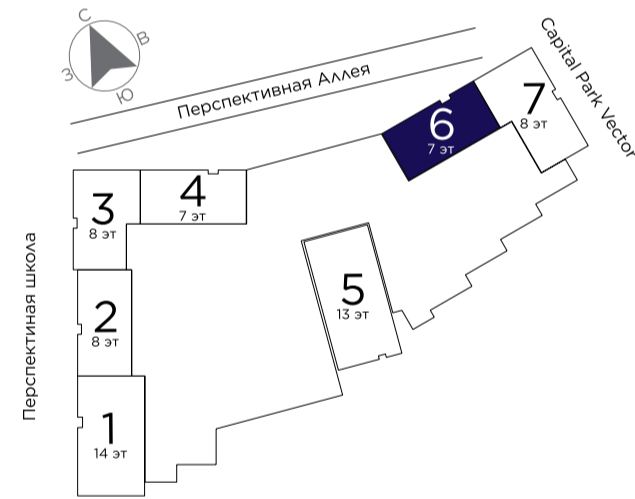 С
В
З
Ю
Перспективная Аллея
Capital Park Vector
7
8 эт
6
7 эт
4
7 эт
3
8 эт
Перспектиная школа
5
13 эт
2
8 эт
1
14 эт